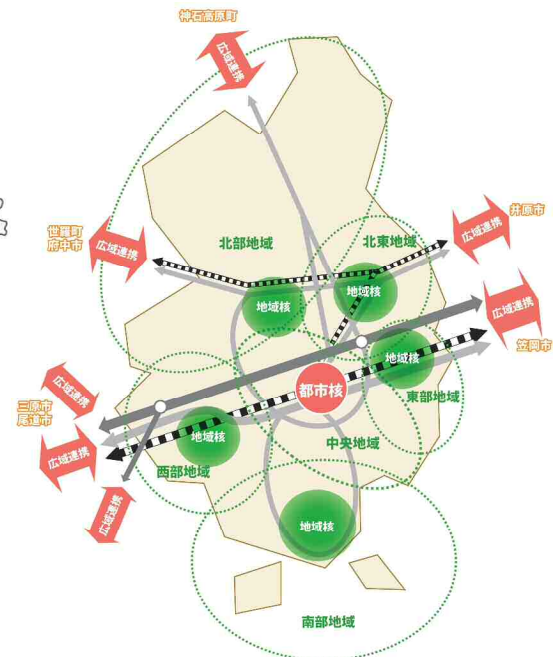 神石高原町
広域連携
井原市
広域連携
世羅町
府中市
広域連携
北部地域
北東地域
地域核
地域核
広域連携
笠岡市
地域核
広域連携
都市核
東部地域
三原市
尾道市
広域連携
地域核
中央地域
西部地域
広域連携
地域核
南部地域